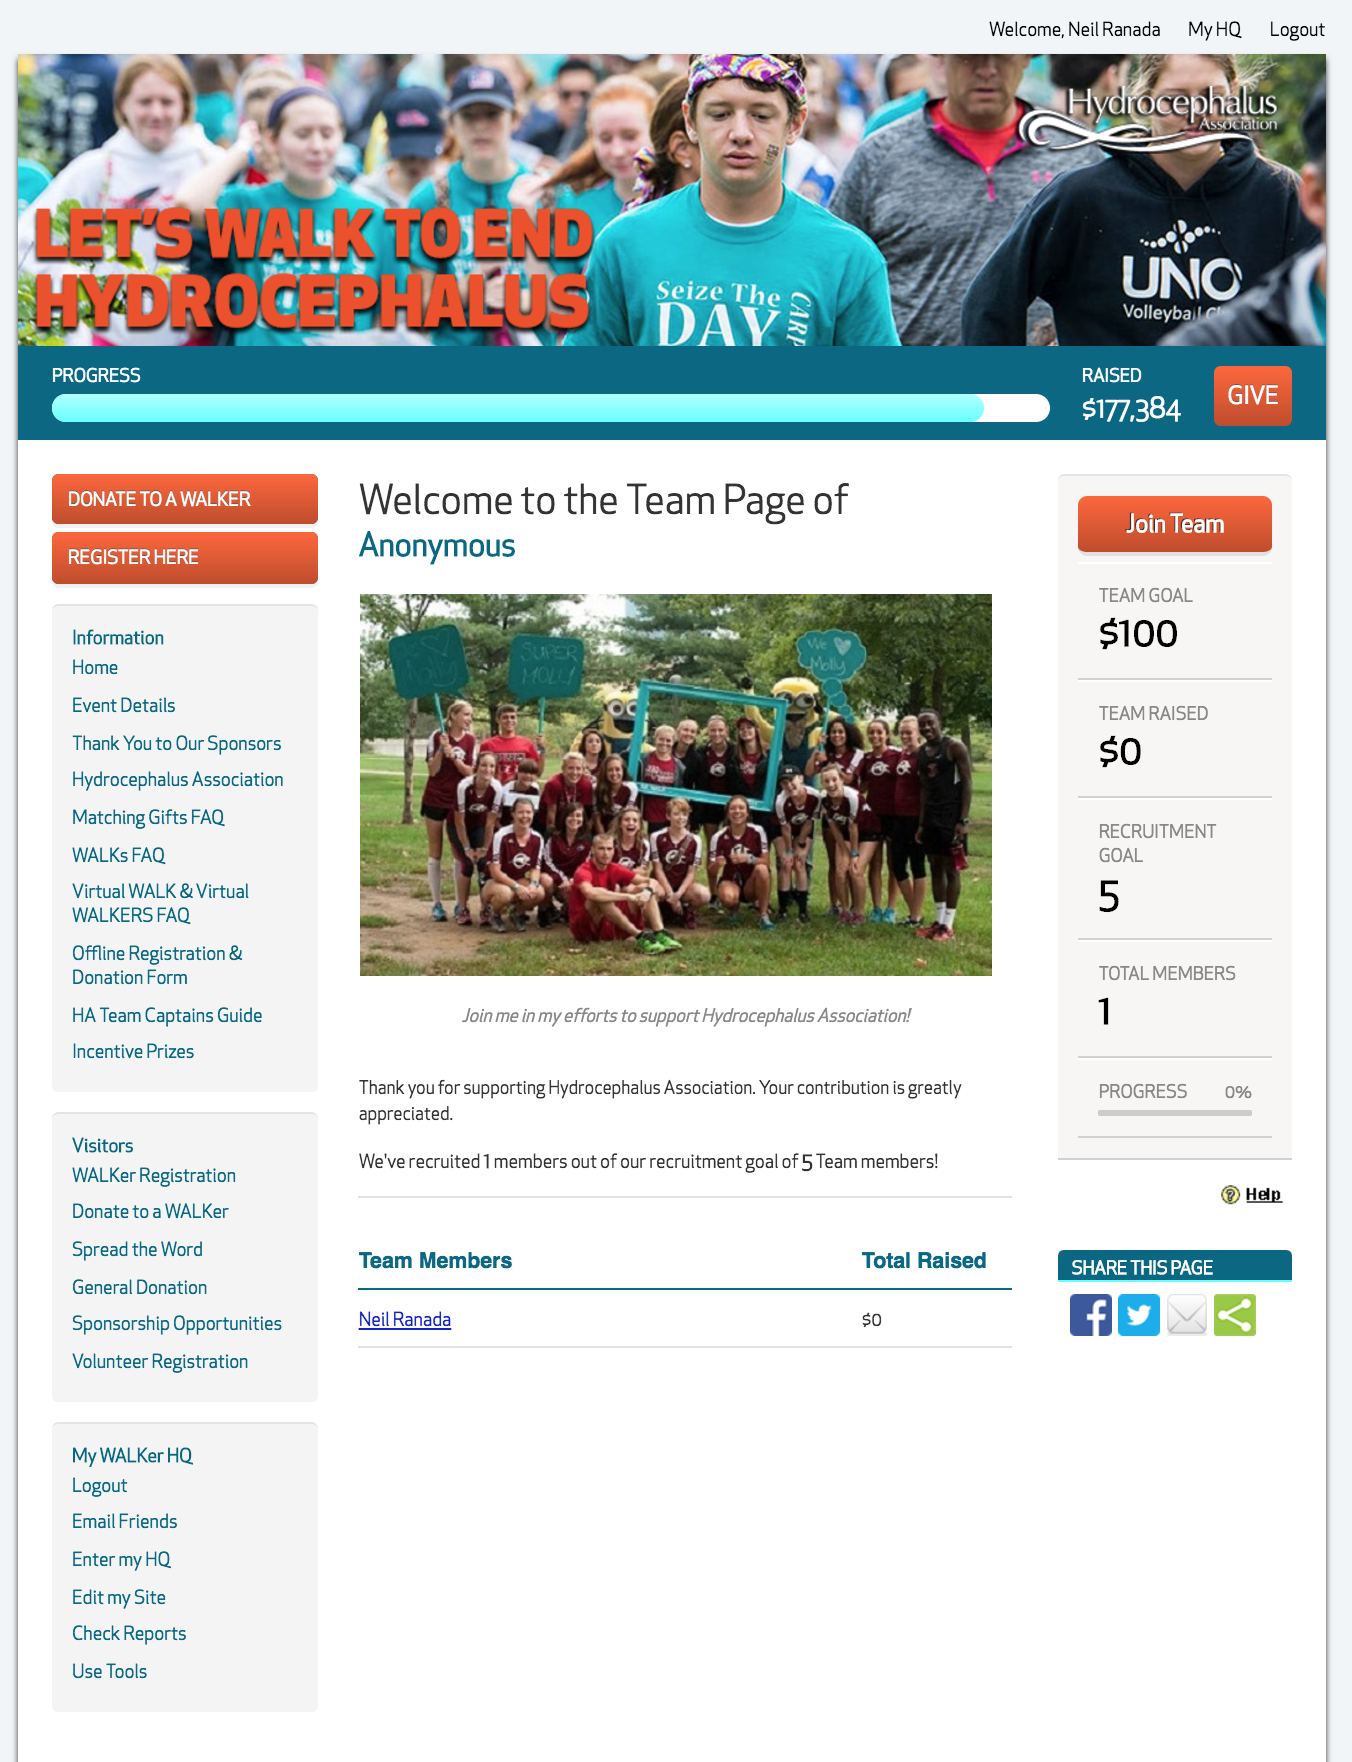 Welcome, Neil Ranada My HQ Logout
Hydrocephalus
Association
LET'S WALK TO END
HYDROCEPHALUS
Seize The
DAY
CARP
UNO
Volleyball
PROGRESS
RAISED
$177,384
GIVE
DONATE TO A WALKER
REGISTER HERE
Information
Home
Event Details
Thank You to Our Sponsors
Hydrocephalus Association
Matching Gifts FAQ
WALKs FAQ
Virtual WALK & Virtual
WALKERS FAQ
Offline Registration &
Donation Form
HA Team Captains Guide
Incentive Prizes
Visitors
WALKer Registration
Donate to a WALKer
Spread the Word
General Donation
Sponsorship Opportunities
Volunteer Registration
My WALKer HQ
Logout
Email Friends
Enter my HQ
Edit my Site
Check Reports
Use Tools
Welcome to the Team Page of
Anonymous
SUPER
MOLLY
We
Molly
Join me in my efforts to support Hydrocephalus Association!
Thank you for supporting Hydrocephalus Association. Your contribution is greatly
appreciated.
We've recruited 1 members out of our recruitment goal of 5 Team members!
Team Members Total Raised
Neil Ranada $0
Join Team
TEAM GOAL
$100
TEAM RAISED
$0
RECRUITMENT
GOAL
5
TOTAL MEMBERS
1
PROGRESS 0%
Help
SHARE THIS PAGE